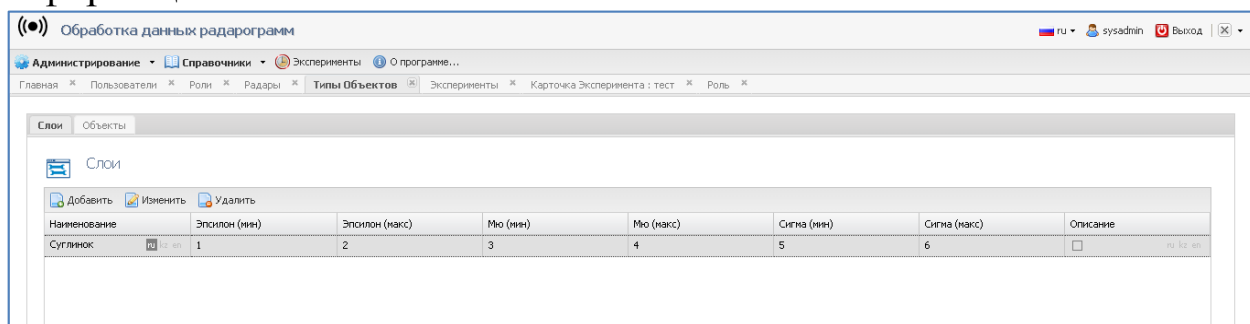 Обработка данных радарограмм ru sysadmin Выход
Администрирование Справочники Эксперименты О программе...
Главная Пользователи Роли Радары Типы Объектов Эксперименты Карточка Эксперимента : тест Роль
Слои Объекты
Слои
Добавить Изменить Удалить
Наименование Эпсилон (мин) Эпсилон (макс) Мю (мин) Мю (макс) Сигма (мин) Сигма (макс) Описание
Суглинок ru kz en 1 2 3 4 5 6 ru kz en